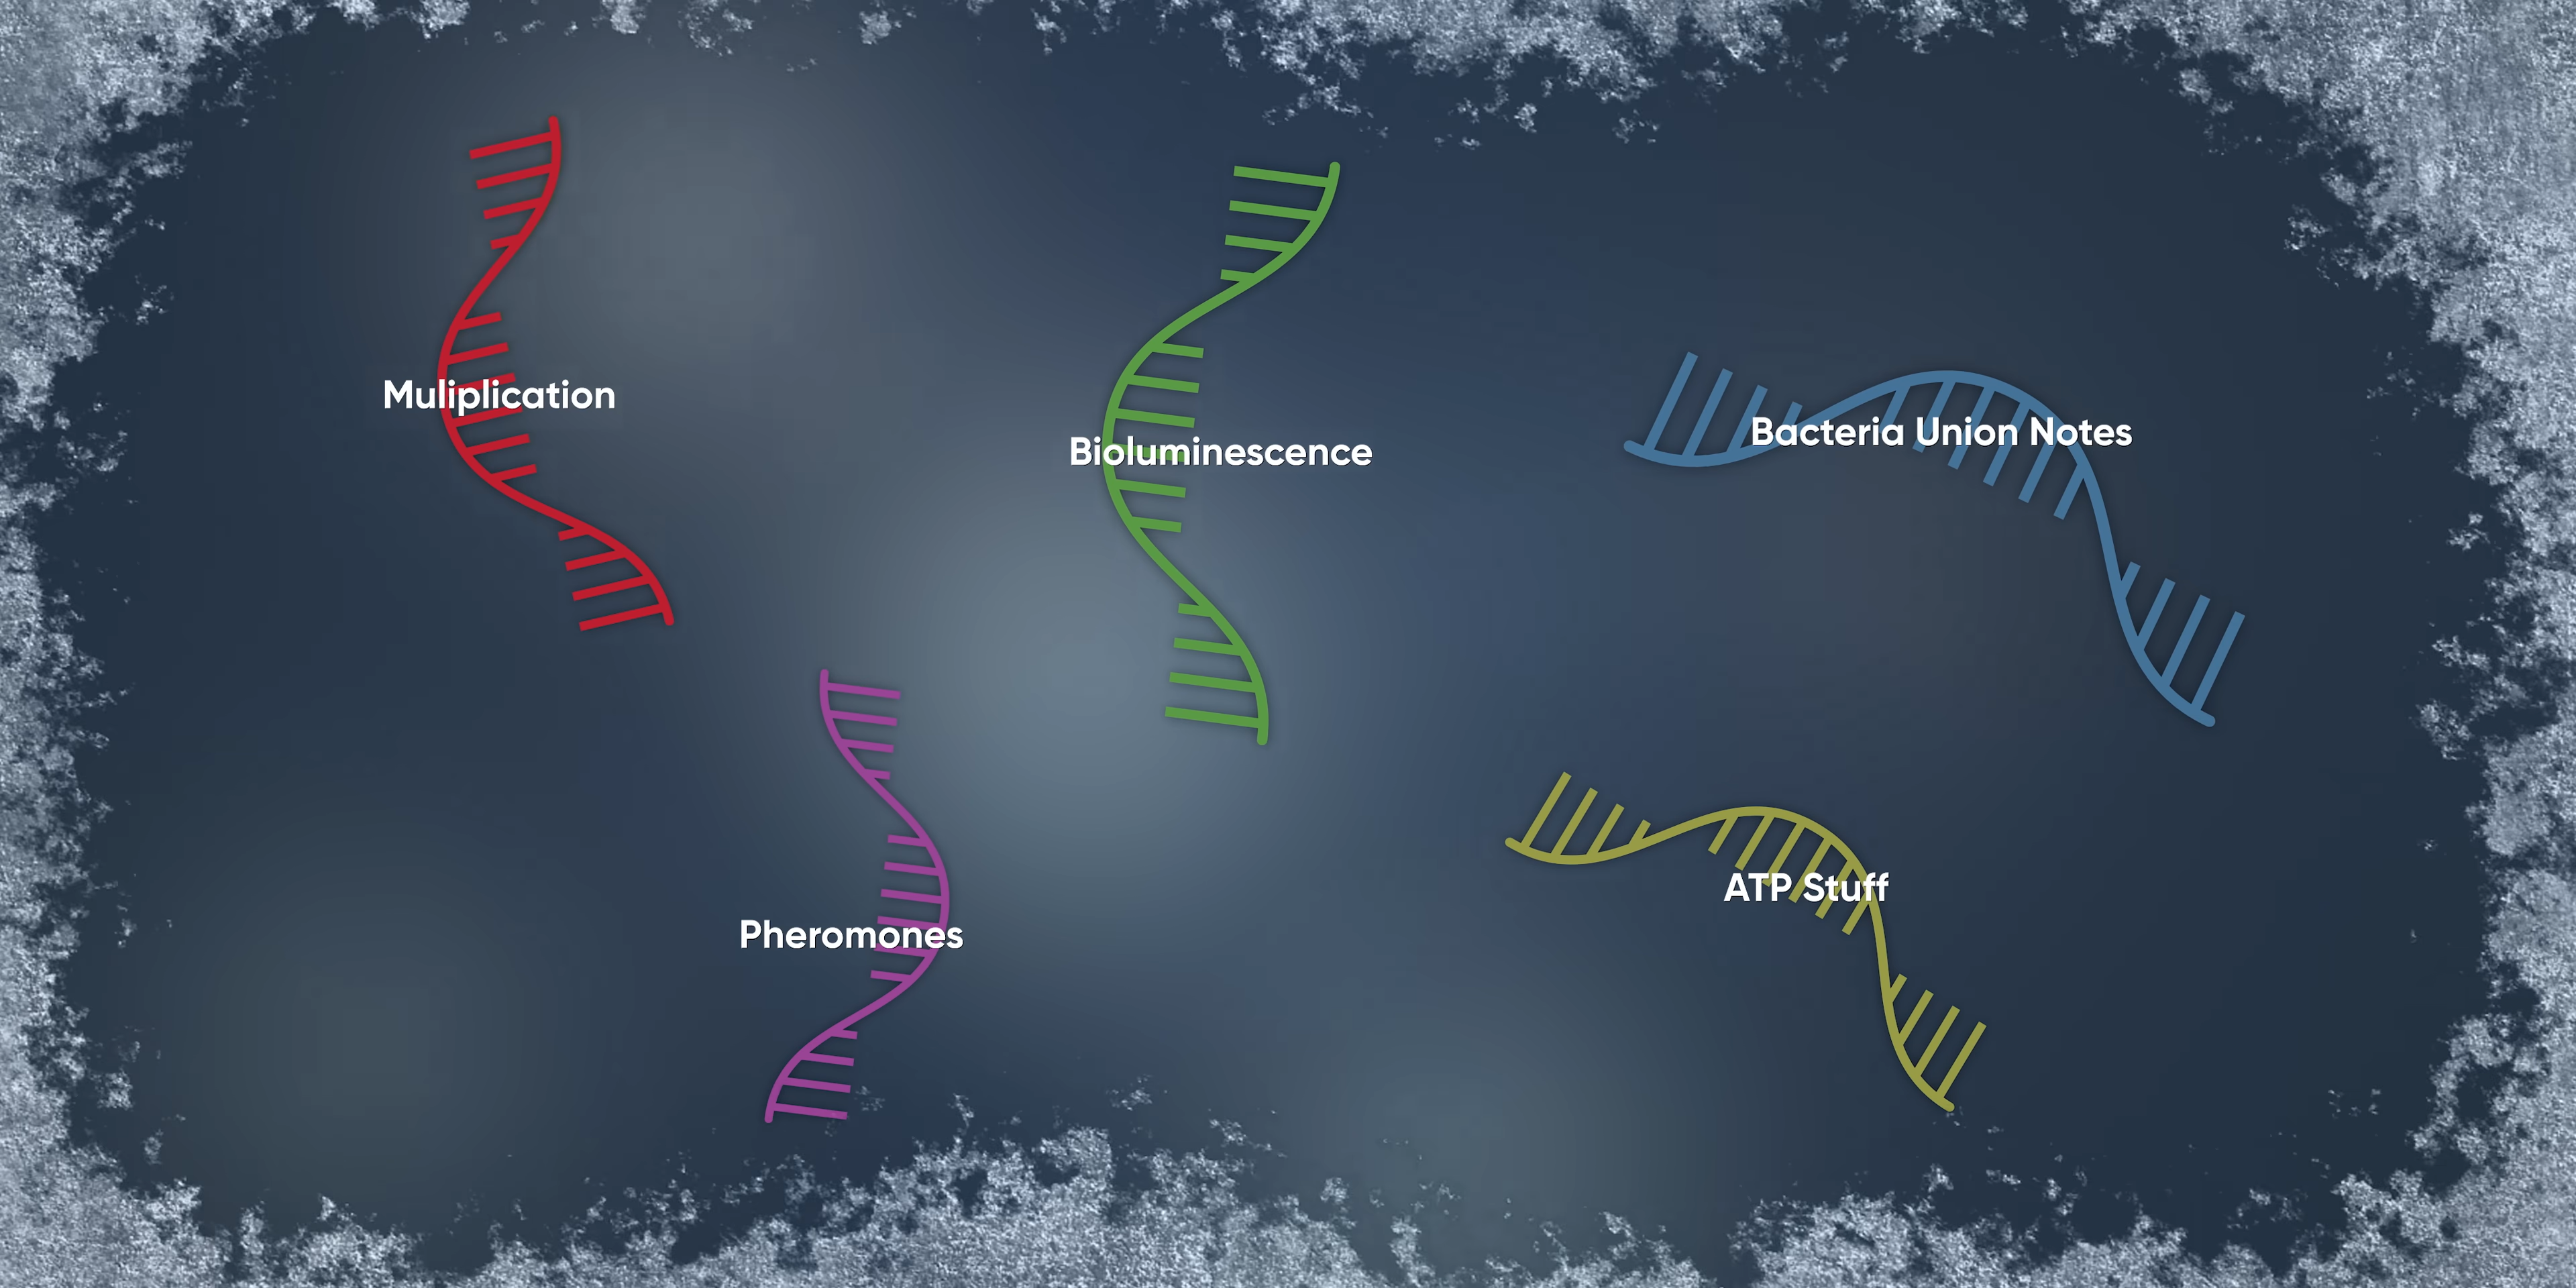 Muliplication
Bioluminescence
Bacteria Union Notes
Pheromones
ATP Stuff